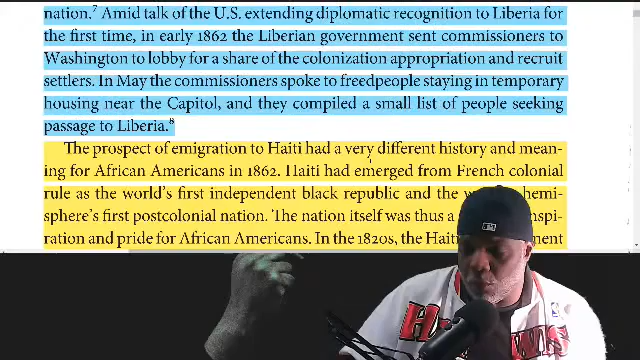 nation.⁷ Amid talk of the U.S. extending diplomatic recognition to Liberia for
the first time, in early 1862 the Liberian government sent commissioners to
Washington to lobby for a share of the colonization appropriation and recruit
settlers. In May the commissioners spoke to freedpeople staying in temporary
housing near the Capitol, and they compiled a small list of people seeking
passage to Liberia.⁸
The prospect of emigration to Haiti had a very different history and mean-
ing for African Americans in 1862. Haiti had emerged from French colonial
rule as the world's first independent black republic and the hemi-
sphere's first postcolonial nation. The nation itself was thus a
ration and pride for African Americans. In the 1820s, the